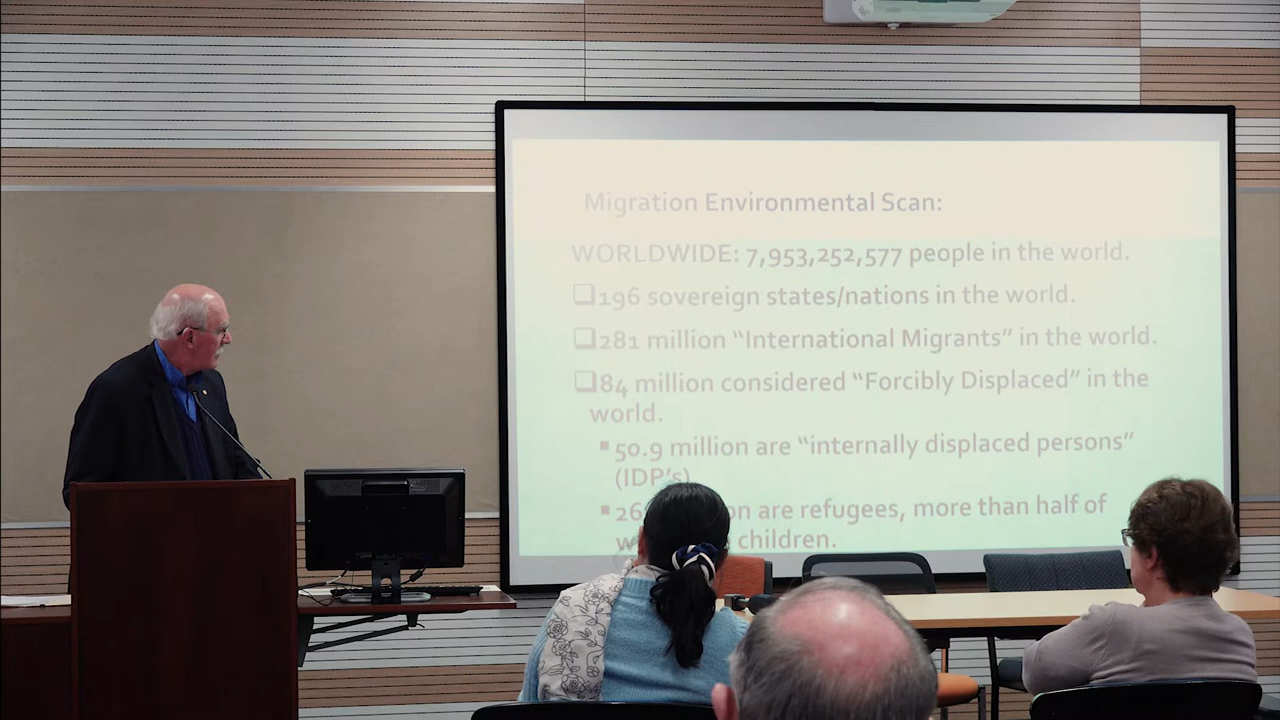 Migration Environmental Scan:
WORLDWIDE: 7,953,252,577 people in the world.
196 sovereign states/nations in the world.
281 million “International Migrants” in the world.
84 million considered “Forcibly Displaced” in the
world.
50.9 million are “internally displaced persons”
(IDP’s)
26 are refugees, more than half of
children.